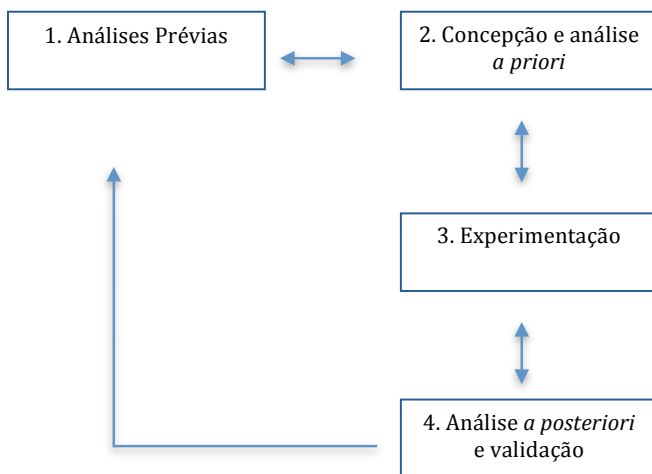 1. Análises Prévias
2. Concepção e análise
a priori
3. Experimentação
4. Análise a posteriori
e validação